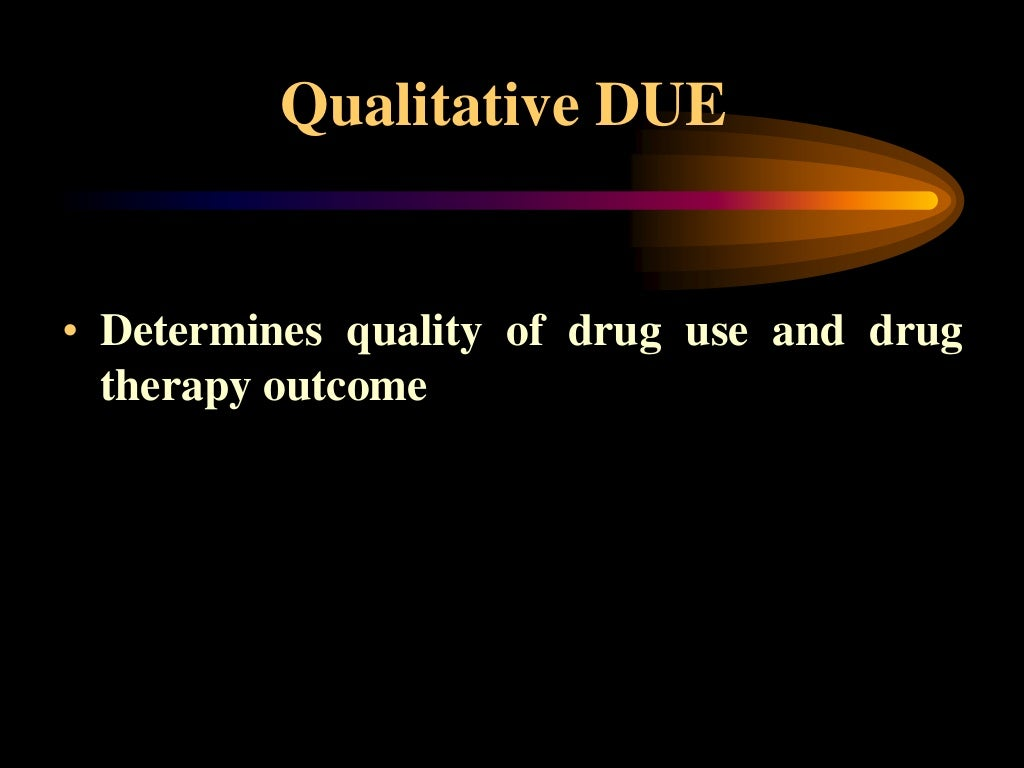 Qualitative DUE
• Determines quality of drug use and drug
therapy outcome